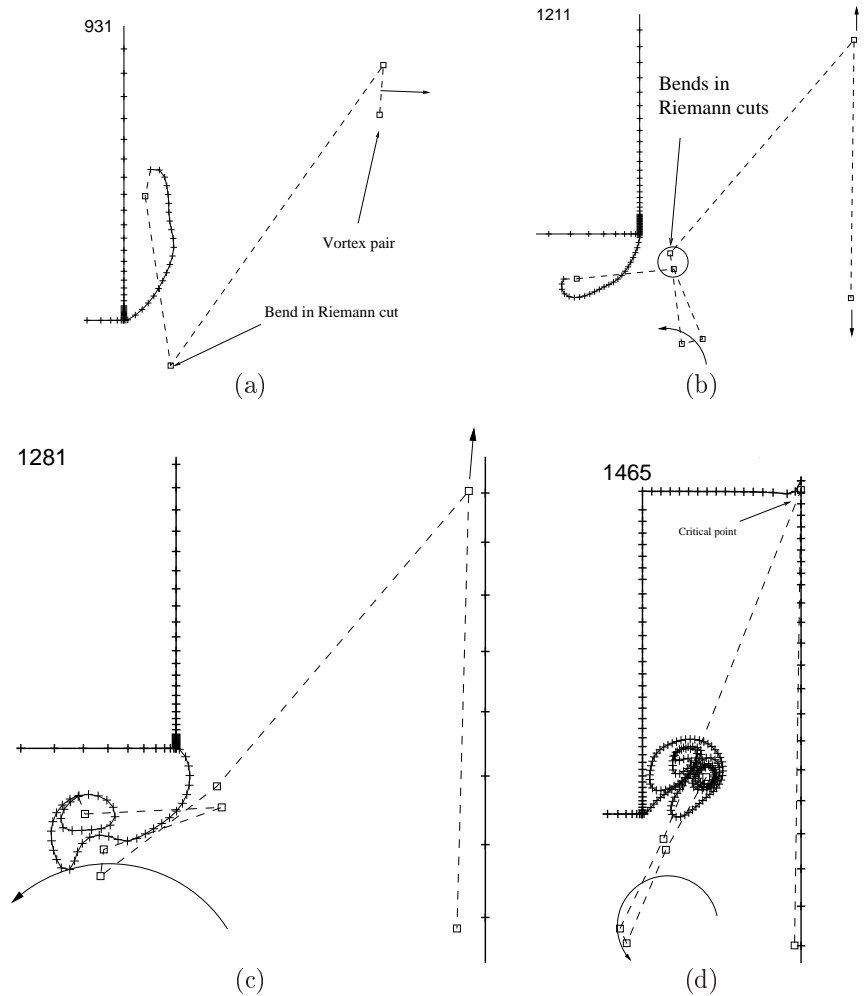 931
Vortex pair
Bend in Riemann cut
(a)
1211
Bends in
Riemann cuts
(b)
1281
(c)
1465
Critical point
(d)